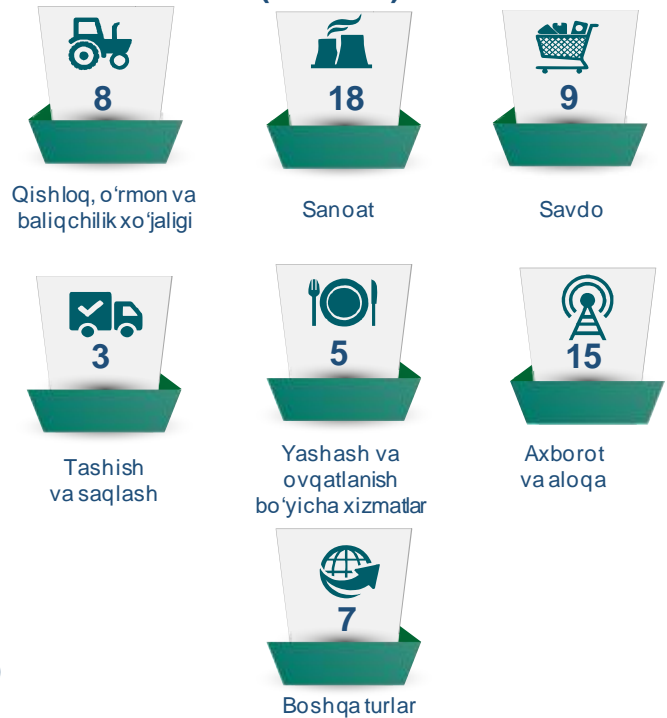 8
18
9
Qishloq, o‘rmon va
baliqchilik xo‘jaligi
Sanoat
Savdo
3
5
15
Tashish
va saqlash
Yashash va
ovqatlanish
bo‘yicha xizmatlar
Axborot
va aloqa
7
Boshqa turlar